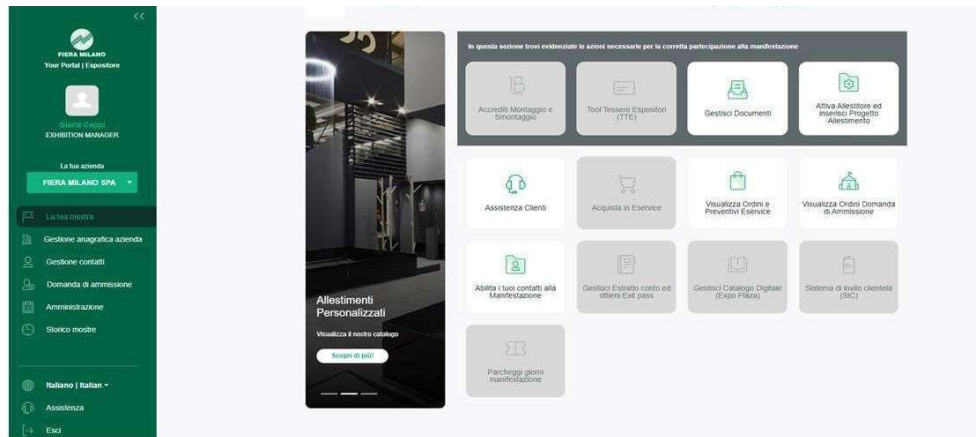 <<
FIERA MILANO
Your Portal | Espositore
Gloria Ceppi
EXHIBITION MANAGER
La tua azienda
FIERA MILANO SPA
La tua mostra
Gestione anagrafica azienda
Gestione contatti
Domanda di ammissione
Amministrazione
Storico mostre
Italiano | Italian
Assistenza
Esci
Allestimenti
Personalizzati
Visualizza il nostro catalogo
Scopri di più!
In questa sezione trovi evidenziate le azioni necessarie per la corretta partecipazione alla manifestazione
Accrediti Montaggio e
Smontaggio
Tool Tessere Espositori
(TTE)
Gestisci Documenti
Attiva Allestitore ed
inserisci Progetto
Allestimento
Assistenza Clienti
Acquista in Eservice
Visualizza Ordini e
Preventivi Eservice
Visualizza Ordini Domanda
di Ammissione
Abilita i tuoi contatti alla
Manifestazione
Gestisci Estratto conto ed
ottieni Exit pass
Gestisci Catalogo Digitale
(Expo Plaza)
Sistema di invito clientela
(SIC)
Parcheggi giorni
manifestazione